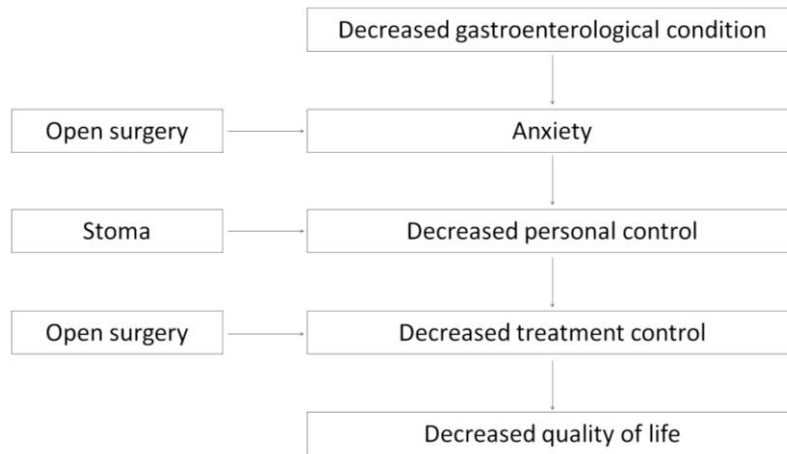 Decreased gastroenterological condition
Open surgery
Anxiety
Stoma
Decreased personal control
Open surgery
Decreased treatment control
Decreased quality of life